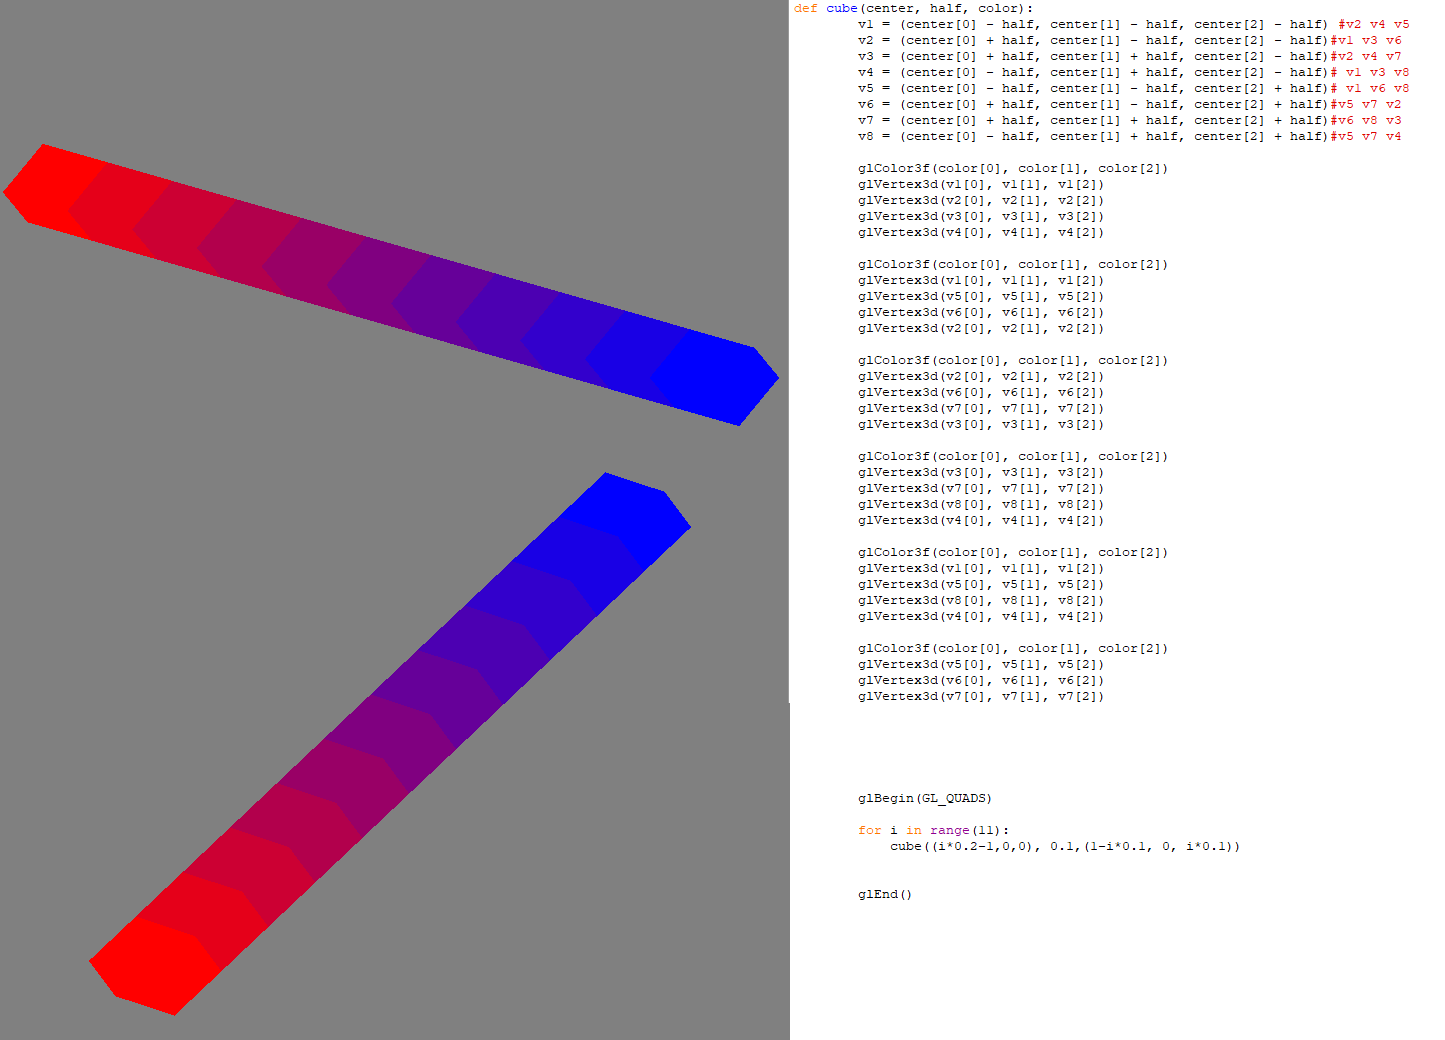 def cube(center, half, color):
v1 = (center[0] - half, center[1] - half, center[2] - half) #v2 v4 v5
v2 = (center[0] + half, center[1] - half, center[2] - half)#v1 v3 v6
v3 = (center[0] + half, center[1] + half, center[2] - half)#v2 v4 v7
v4 = (center[0] - half, center[1] + half, center[2] - half)# v1 v3 v8
v5 = (center[0] - half, center[1] - half, center[2] + half)# v1 v6 v8
v6 = (center[0] + half, center[1] - half, center[2] + half)#v5 v7 v2
v7 = (center[0] + half, center[1] + half, center[2] + half)#v6 v8 v3
v8 = (center[0] - half, center[1] + half, center[2] + half)#v5 v7 v4
glColor3f(color[0], color[1], color[2])
glVertex3d(v1[0], v1[1], v1[2])
glVertex3d(v2[0], v2[1], v2[2])
glVertex3d(v3[0], v3[1], v3[2])
glVertex3d(v4[0], v4[1], v4[2])
glColor3f(color[0], color[1], color[2])
glVertex3d(v1[0], v1[1], v1[2])
glVertex3d(v5[0], v5[1], v5[2])
glVertex3d(v6[0], v6[1], v6[2])
glVertex3d(v2[0], v2[1], v2[2])
glColor3f(color[0], color[1], color[2])
glVertex3d(v2[0], v2[1], v2[2])
glVertex3d(v6[0], v6[1], v6[2])
glVertex3d(v7[0], v7[1], v7[2])
glVertex3d(v3[0], v3[1], v3[2])
glColor3f(color[0], color[1], color[2])
glVertex3d(v3[0], v3[1], v3[2])
glVertex3d(v7[0], v7[1], v7[2])
glVertex3d(v8[0], v8[1], v8[2])
glVertex3d(v4[0], v4[1], v4[2])
glColor3f(color[0], color[1], color[2])
glVertex3d(v1[0], v1[1], v1[2])
glVertex3d(v5[0], v5[1], v5[2])
glVertex3d(v8[0], v8[1], v8[2])
glVertex3d(v4[0], v4[1], v4[2])
glColor3f(color[0], color[1], color[2])
glVertex3d(v5[0], v5[1], v5[2])
glVertex3d(v6[0], v6[1], v6[2])
glVertex3d(v7[0], v7[1], v7[2])
glBegin(GL_QUADS)
for i in range(11):
cube((i*0.2-1,0,0), 0.1,(1-i*0.1, 0, i*0.1))
glEnd()